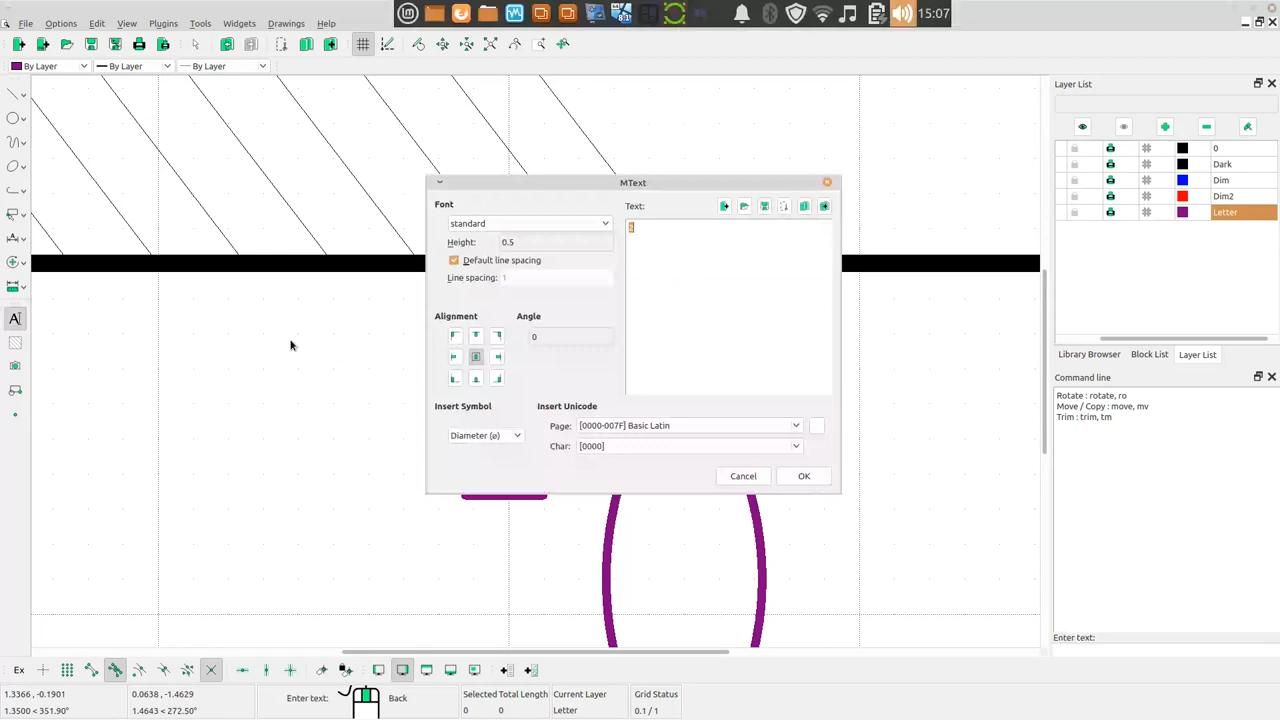 15:07
File Options Edit View Plugins Tools Widgets Drawings Help
By Layer By Layer By Layer
Layer List
0
Dark
Dim
Dim2
Letter
Library Browser Block List Layer List
Command line
Rotate : rotate, ro
Move / Copy : move, mv
Trim : trim, tm
Enter text:
MText
Font
standard
Height: 0.5
Default line spacing
Line spacing: 1
Text:
Alignment
Angle
0
Insert Symbol
Diameter (⌀)
Insert Unicode
Page: [0000-007F] Basic Latin
Char: [0000]
Cancel OK
Ex
1.3366 , -0.1901
1.3500 < 351.90°
0.0638 , -1.4629
1.4643 < 272.50°
Enter text: Back
Selected Total Length
0 0
Current Layer
Letter
Grid Status
0.1 / 1